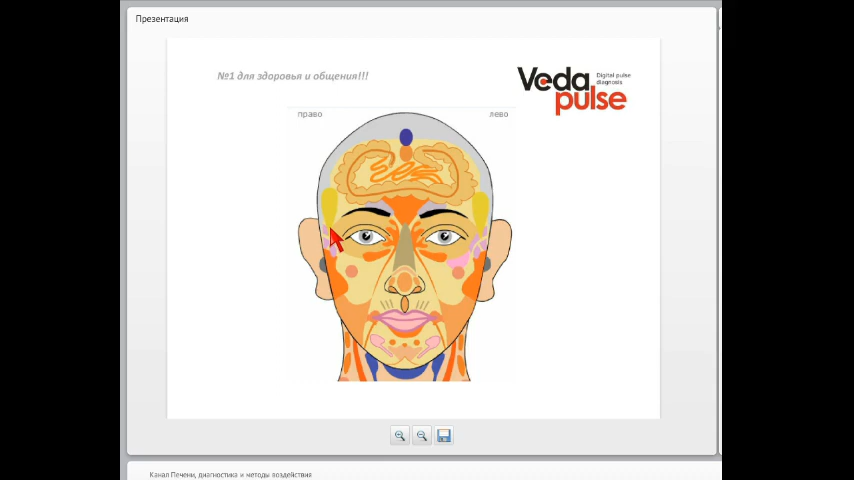 Презентация
№1 для здоровья и общения!!!
Veda
pulse
Digital pulse
diagnosis
право
лево
Канал Печени, диагностика и методы воздействия